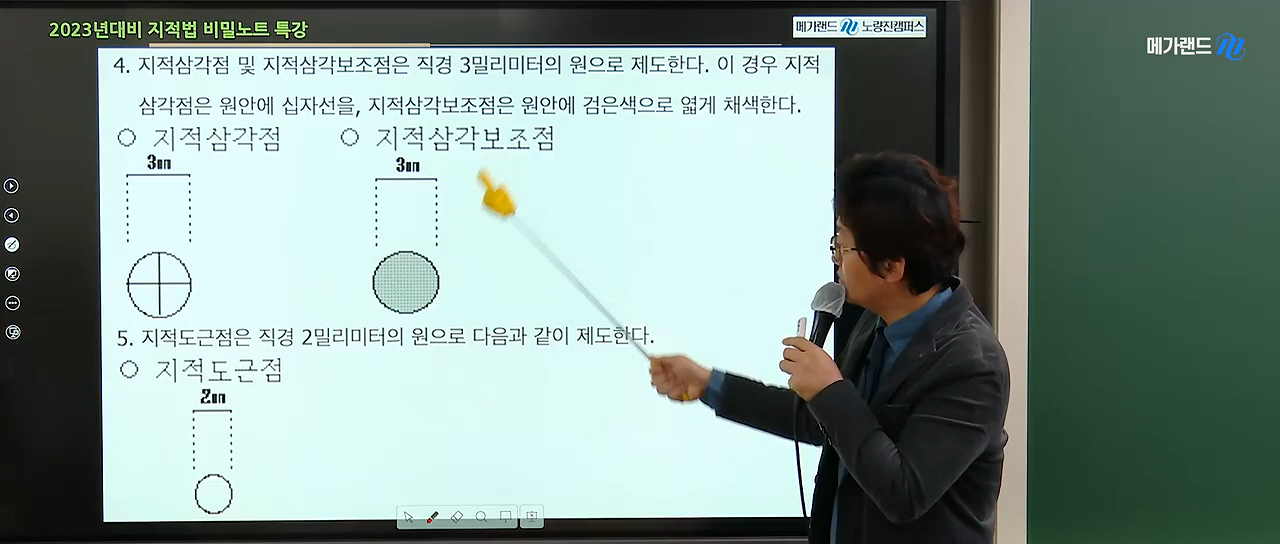 2023년대비 지적법 비밀노트 특강
메가랜드 노량진캠퍼스
메가랜드
4. 지적삼각점 및 지적삼각보조점은 직경 3밀리미터의 원으로 제도한다. 이 경우 지적
삼각점은 원안에 십자선을, 지적삼각보조점은 원안에 검은색으로 엷게 채색한다.
○ 지적삼각점
○ 지적삼각보조점
3㎜
3㎜
5. 지적도근점은 직경 2밀리미터의 원으로 다음과 같이 제도한다.
○ 지적도근점
2㎜